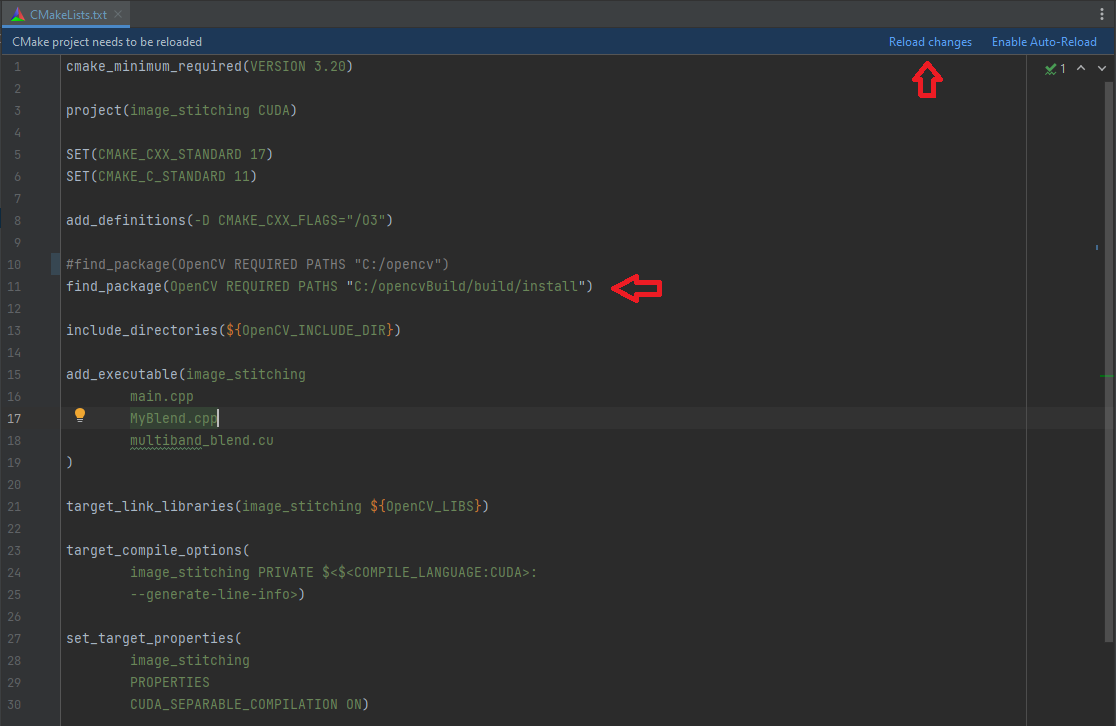 CMakeLists.txt
CMake project needs to be reloaded Reload changes Enable Auto-Reload
1 cmake_minimum_required(VERSION 3.20) 1
2
3 project(image_stitching CUDA)
4
5 SET(CMAKE_CXX_STANDARD 17)
6 SET(CMAKE_C_STANDARD 11)
7
8 add_definitions(-D CMAKE_CXX_FLAGS="/O3")
9
10 #find_package(OpenCV REQUIRED PATHS "C:/opencv")
11 find_package(OpenCV REQUIRED PATHS "C:/opencvBuild/build/install")
12
13 include_directories(${OpenCV_INCLUDE_DIR})
14
15 add_executable(image_stitching
16 main.cpp
17 MyBlend.cpp
18 multiband_blend.cu
19 )
20
21 target_link_libraries(image_stitching ${OpenCV_LIBS})
22
23 target_compile_options(
24 image_stitching PRIVATE $<$<COMPILE_LANGUAGE:CUDA>:
25 --generate-line-info>)
26
27 set_target_properties(
28 image_stitching
29 PROPERTIES
30 CUDA_SEPARABLE_COMPILATION ON)